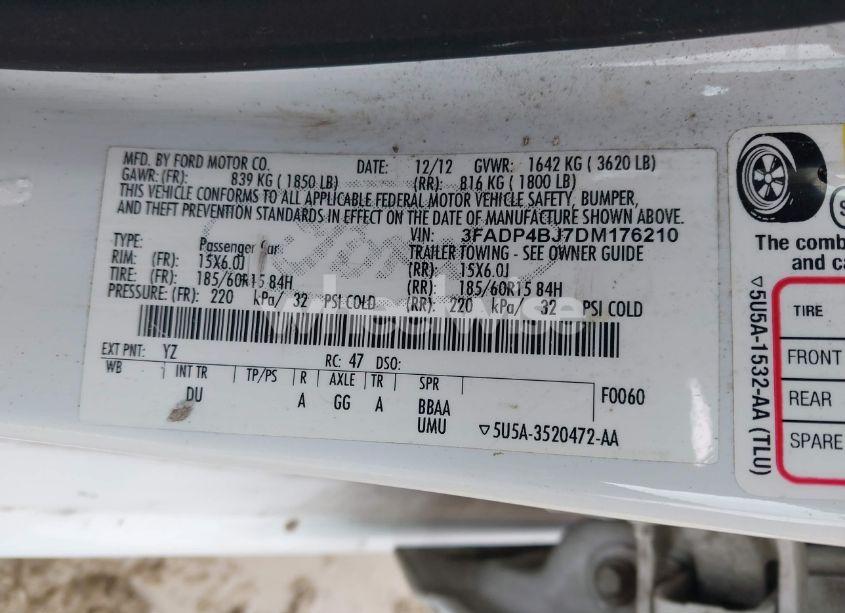 MFD. BY FORD MOTOR CO. DATE: 12/12 GVWR: 1642 KG ( 3620 LB)
GAWR: (FR): 839 KG ( 1850 LB) (RR): 816 KG ( 1800 LB)
THIS VEHICLE CONFORMS TO ALL APPLICABLE FEDERAL MOTOR VEHICLE SAFETY, BUMPER,
AND THEFT PREVENTION STANDARDS IN EFFECT ON THE DATE OF MANUFACTURE SHOWN ABOVE.
VIN: 3FADP4BJ7DM176210
TYPE: Passenger Car TRAILER TOWING - SEE OWNER GUIDE
RIM: (FR): 15X6.0J (RR): 15X6.0J
TIRE: (FR): 185/60R15 84H (RR): 185/60R15 84H
PRESSURE: (FR): 220 kPa/ 32 PSI COLD (RR): 220 kPa/ 32 PSI COLD
wheelwise
EXT PNT: YZ RC: 47 DSO:
WB INT TR TP/PS R AXLE TR SPR F0060
DU A GG A BBAA
UMU ▽5U5A-3520472-AA
The comb
and ca
▽5U5A-1532-AA (TLU)
TIRE
FRONT
REAR
SPARE